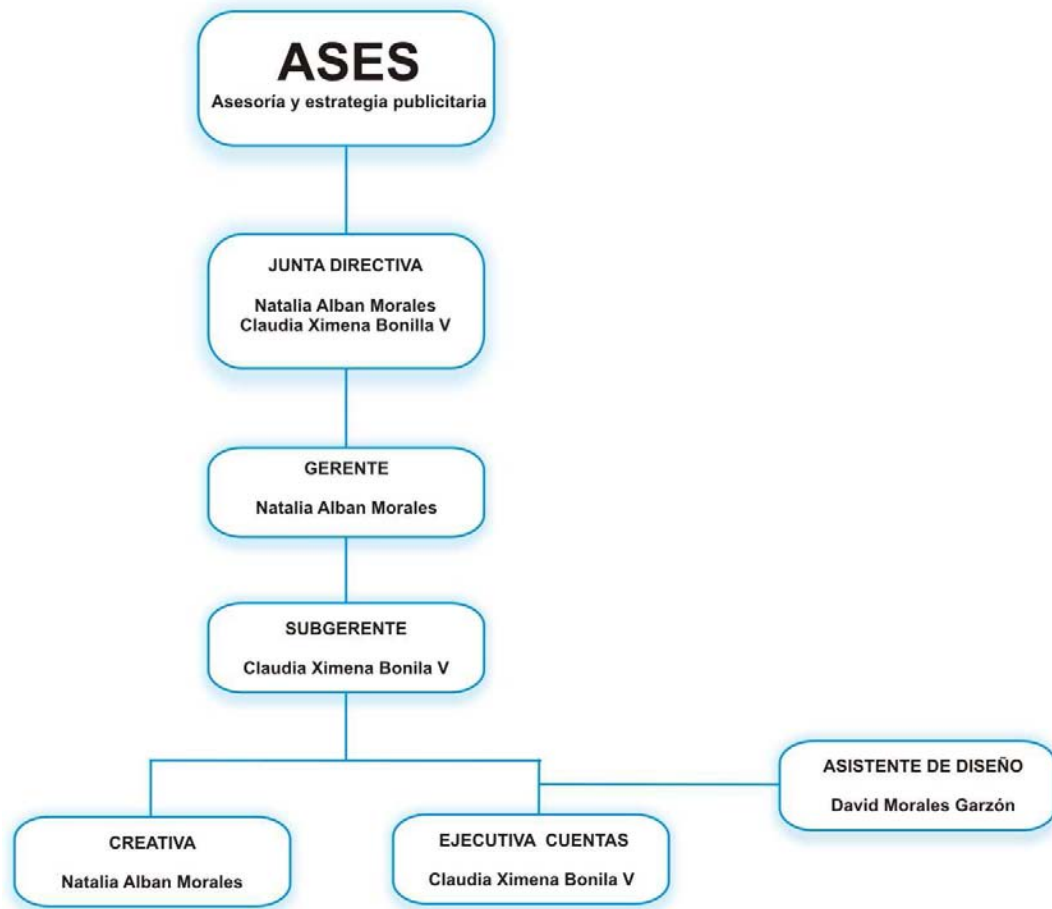 ASES
Asesoría y estrategia publicitaria
JUNTA DIRECTIVA
Natalia Alban Morales
Claudia Ximena Bonilla V
GERENTE
Natalia Alban Morales
SUBGERENTE
Claudia Ximena Bonila V
ASISTENTE DE DISEÑO
David Morales Garzón
CREATIVA
Natalia Alban Morales
EJECUTIVA CUENTAS
Claudia Ximena Bonila V